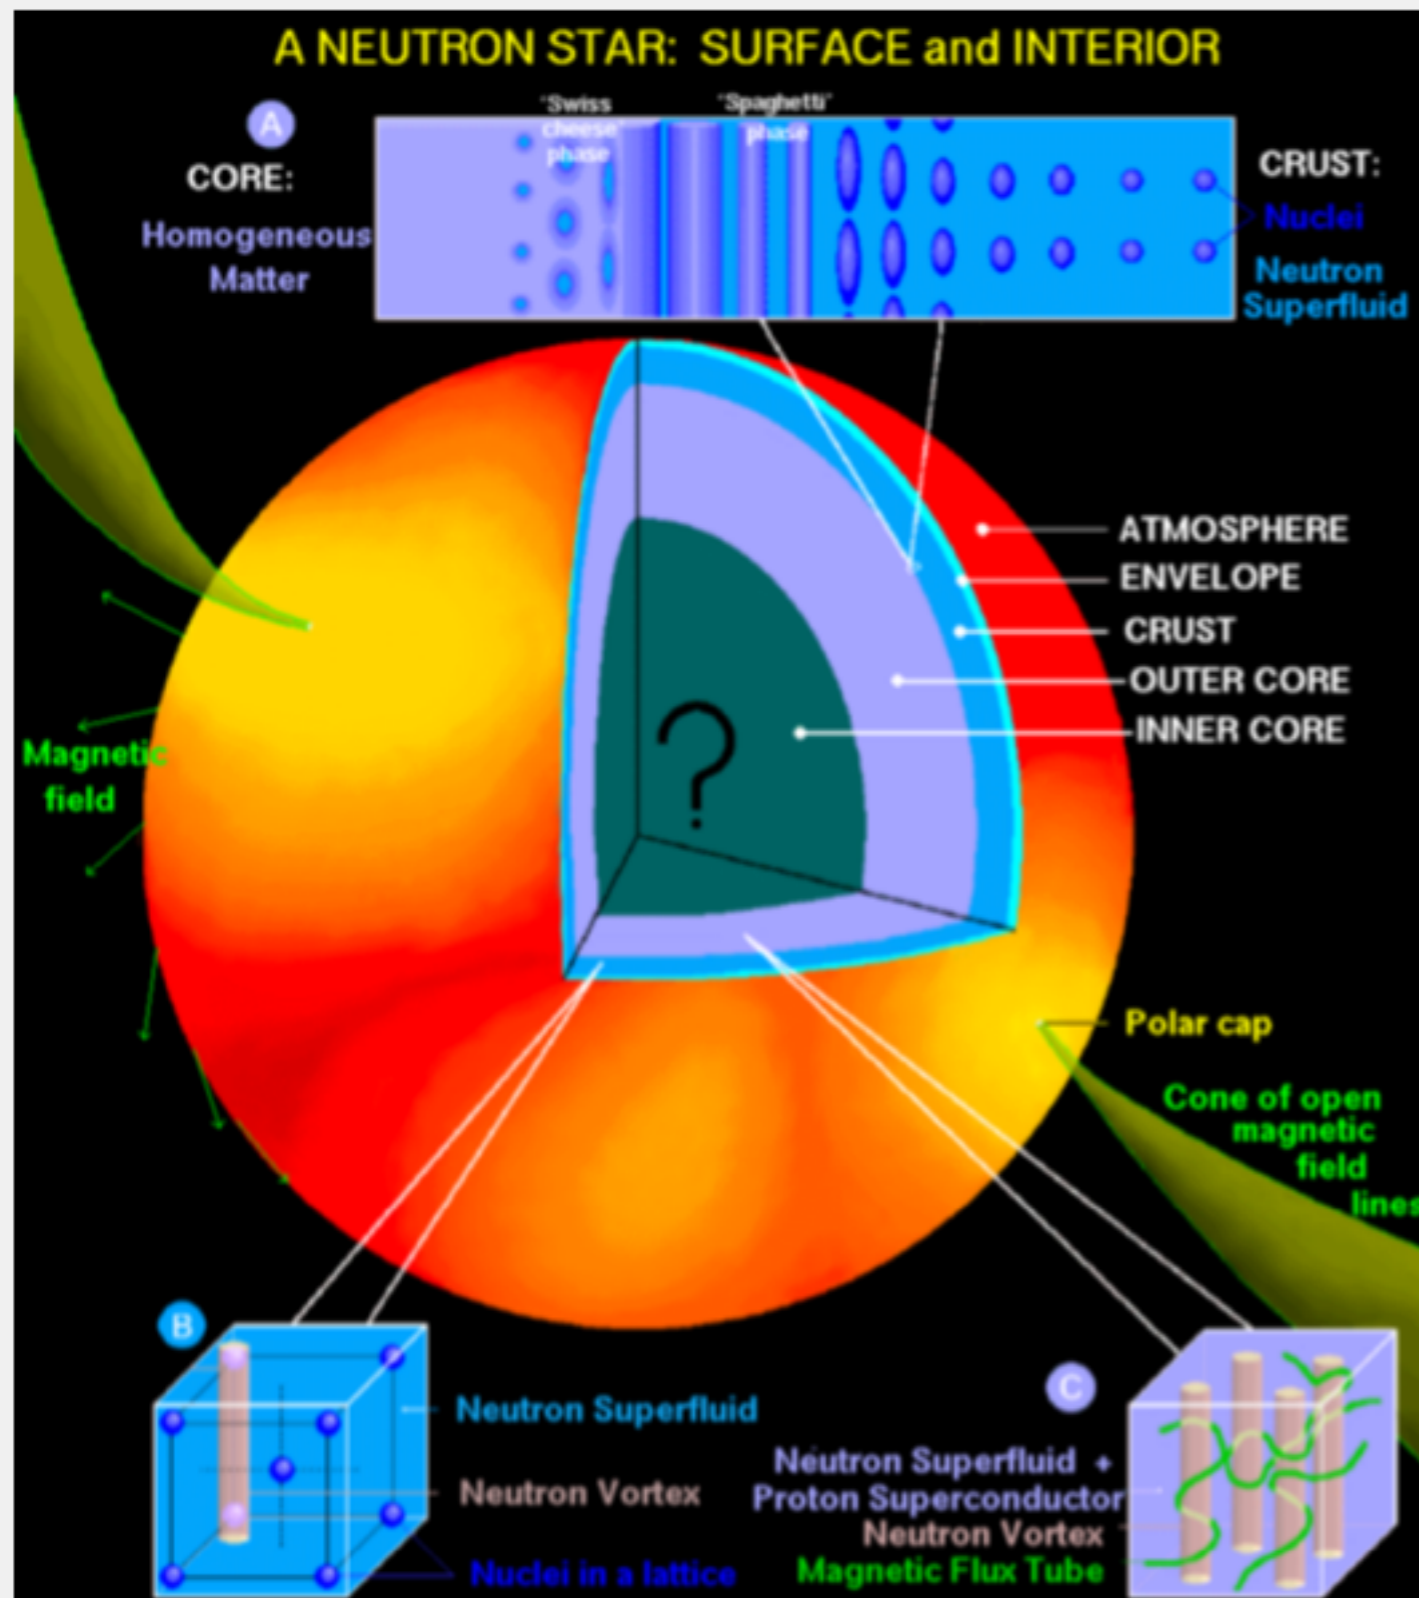 A NEUTRON STAR: SURFACE and INTERIOR
A
"Swiss
cheese"
phase
"Spaghetti"
phase
CORE:
Homogeneous
Matter
CRUST:
Nuclei
Neutron
Superfluid
ATMOSPHERE
ENVELOPE
CRUST
OUTER CORE
INNER CORE
?
Magnetic
field
Polar cap
Cone of open
magnetic
field
lines
B
Neutron Superfluid
Neutron Vortex
Nuclei in a lattice
C
Neutron Superfluid +
Proton Superconductor
Neutron Vortex
Magnetic Flux Tube